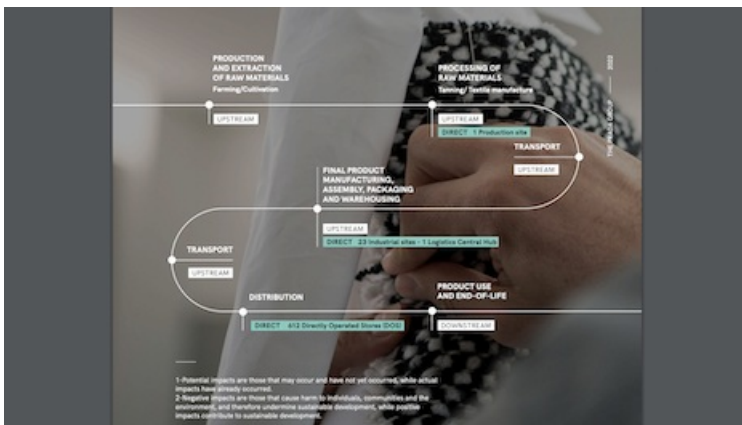 PRODUCTION
AND EXTRACTION
OF RAW MATERIALS
Farming/Cultivation
UPSTREAM
PROCESSING OF
RAW MATERIALS
Tanning/ Textile manufacture
UPSTREAM
DIRECT 1 Production site
2022
GROUP
TRANSPORT
UPSTREAM
FINAL PRODUCT
MANUFACTURING,
ASSEMBLY, PACKAGING
AND WAREHOUSING
UPSTREAM
DIRECT 23 Industrial sites - 1 Logistics Central Hub
TRANSPORT
UPSTREAM
DISTRIBUTION
DIRECT 612 Directly Operated Stores (DOS)
PRODUCT USE
AND END-OF-LIFE
DOWNSTREAM
1-Potential impacts are those that may occur and have not yet occurred, while actual
impacts have already occurred.
2-Negative impacts are those that cause harm to individuals, communities and the
environment, and therefore undermine sustainable development, while positive
impacts contribute to sustainable development.